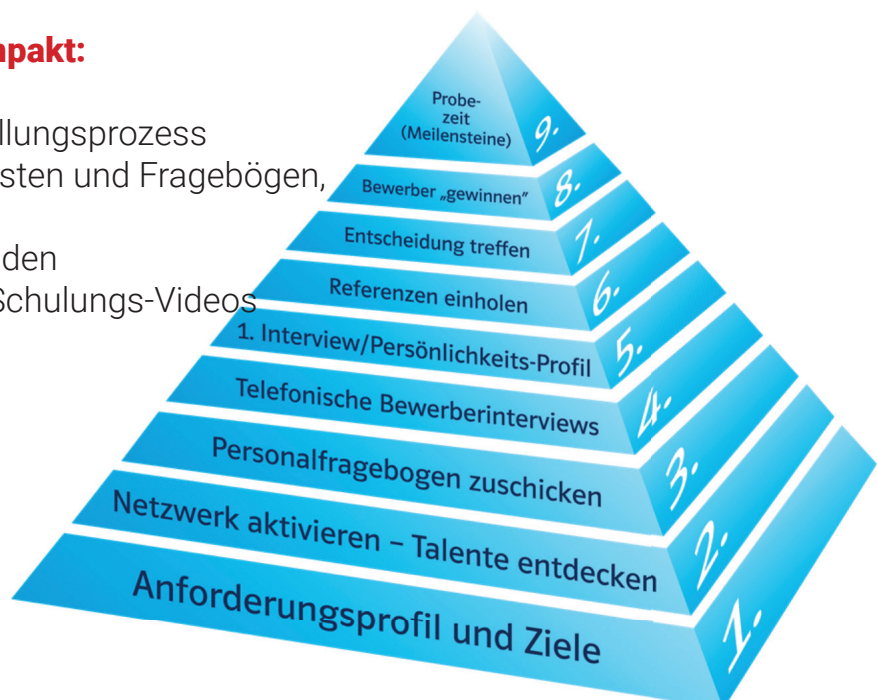 npakt:
llungsprozess
sten und Fragebögen,
den
Schulungs-Videos
Probe-
zeit
(Meilensteine)
9.
Bewerber „gewinnen"
8.
Entscheidung treffen
7.
Referenzen einholen
6.
1. Interview/Persönlichkeits-Profil
5.
Telefonische Bewerberinterviews
4.
Personalfragebogen zuschicken
3.
Netzwerk aktivieren – Talente entdecken
2.
Anforderungsprofil und Ziele
1.